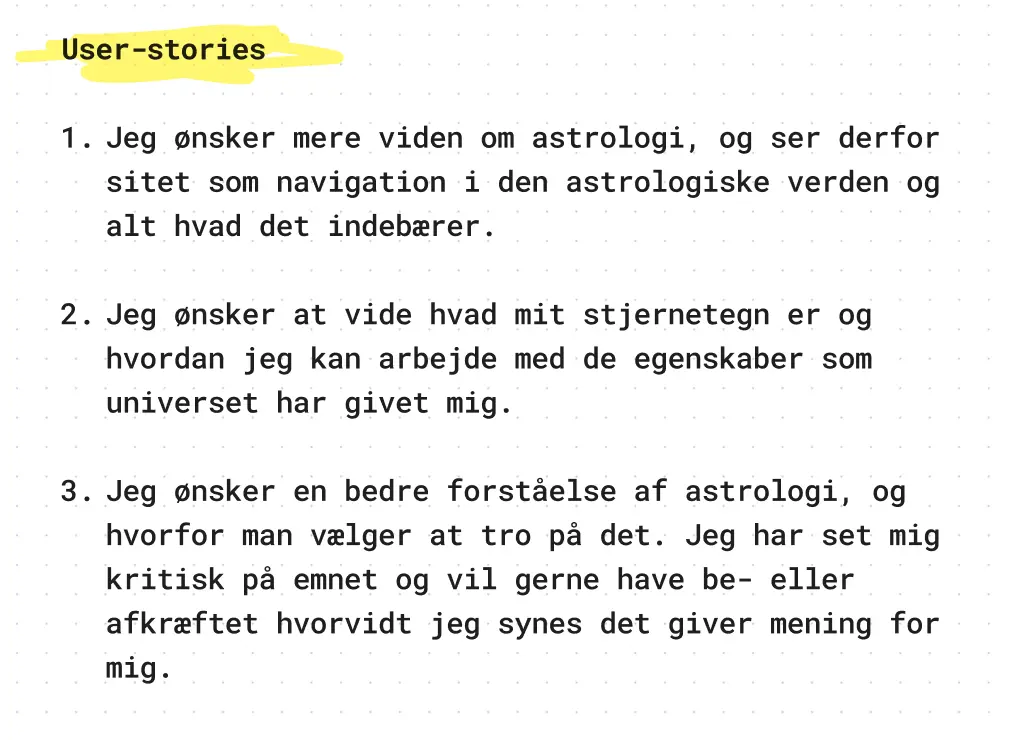 User-stories
1. Jeg ønsker mere viden om astrologi, og ser derfor
sitet som navigation i den astrologiske verden og
alt hvad det indebærer.
2. Jeg ønsker at vide hvad mit stjernetegn er og
hvordan jeg kan arbejde med de egenskaber som
universet har givet mig.
3. Jeg ønsker en bedre forståelse af astrologi, og
hvorfor man vælger at tro på det. Jeg har set mig
kritisk på emnet og vil gerne have be- eller
afkræftet hvorvidt jeg synes det giver mening for
mig.